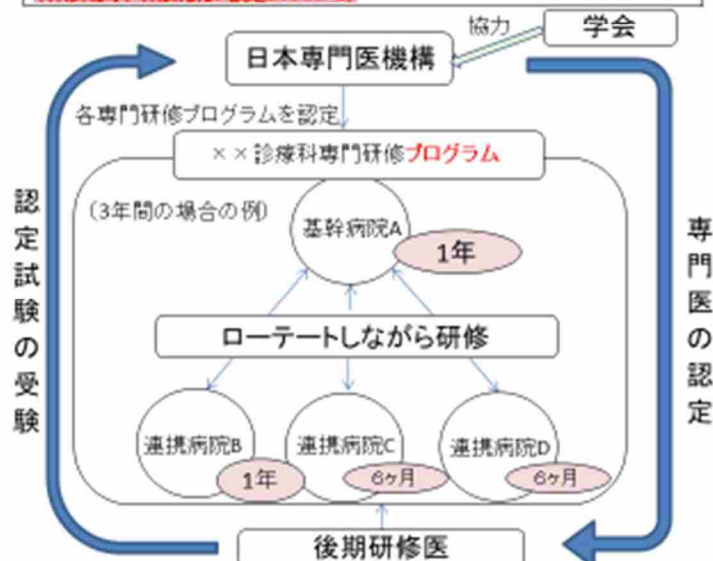 協力
学会
日本専門医機構
各専門研修プログラムを認定
××診療科専門研修プログラム
(3年間の場合の例)
基幹病院A
1年
認定試験の受験
専門医の認定
ローテートしながら研修
連携病院B
連携病院C
連携病院D
1年
6ヶ月
6ヶ月
後期研修医